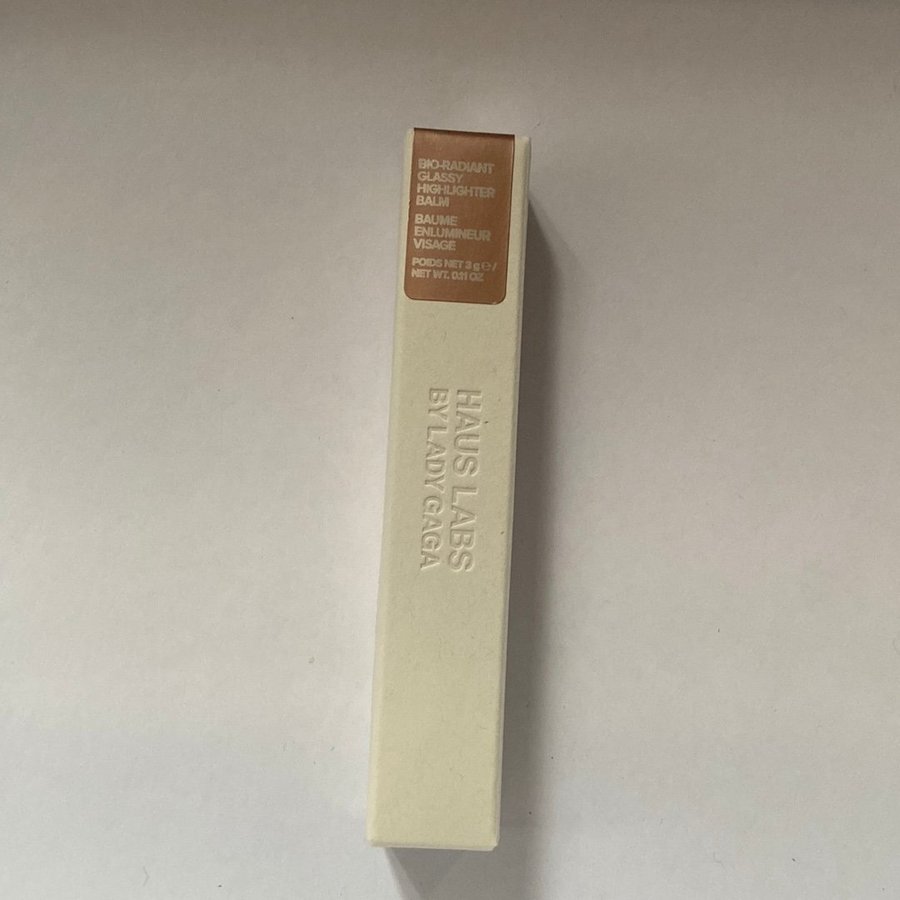 BIO-RADIANT
GLASSY
HIGHLIGHTER
BALM
BAUME
ENLUMINEUR
VISAGE
POIDS NET 3 g ℮ /
NET WT. 0.11 OZ
HAUS LABS
BY LADY GAGA